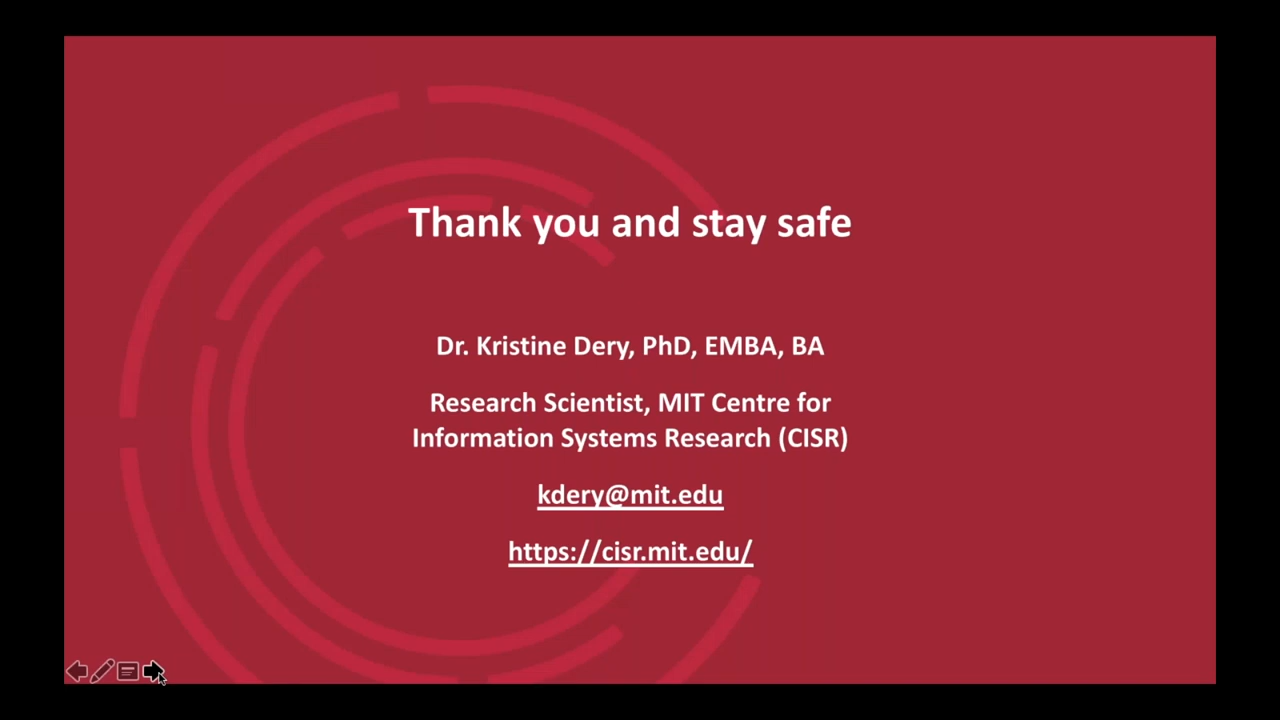 Thank you and stay safe
Dr. Kristine Dery, PhD, EMBA, BA
Research Scientist, MIT Centre for
Information Systems Research (CISR)
kdery@mit.edu
https://cisr.mit.edu/